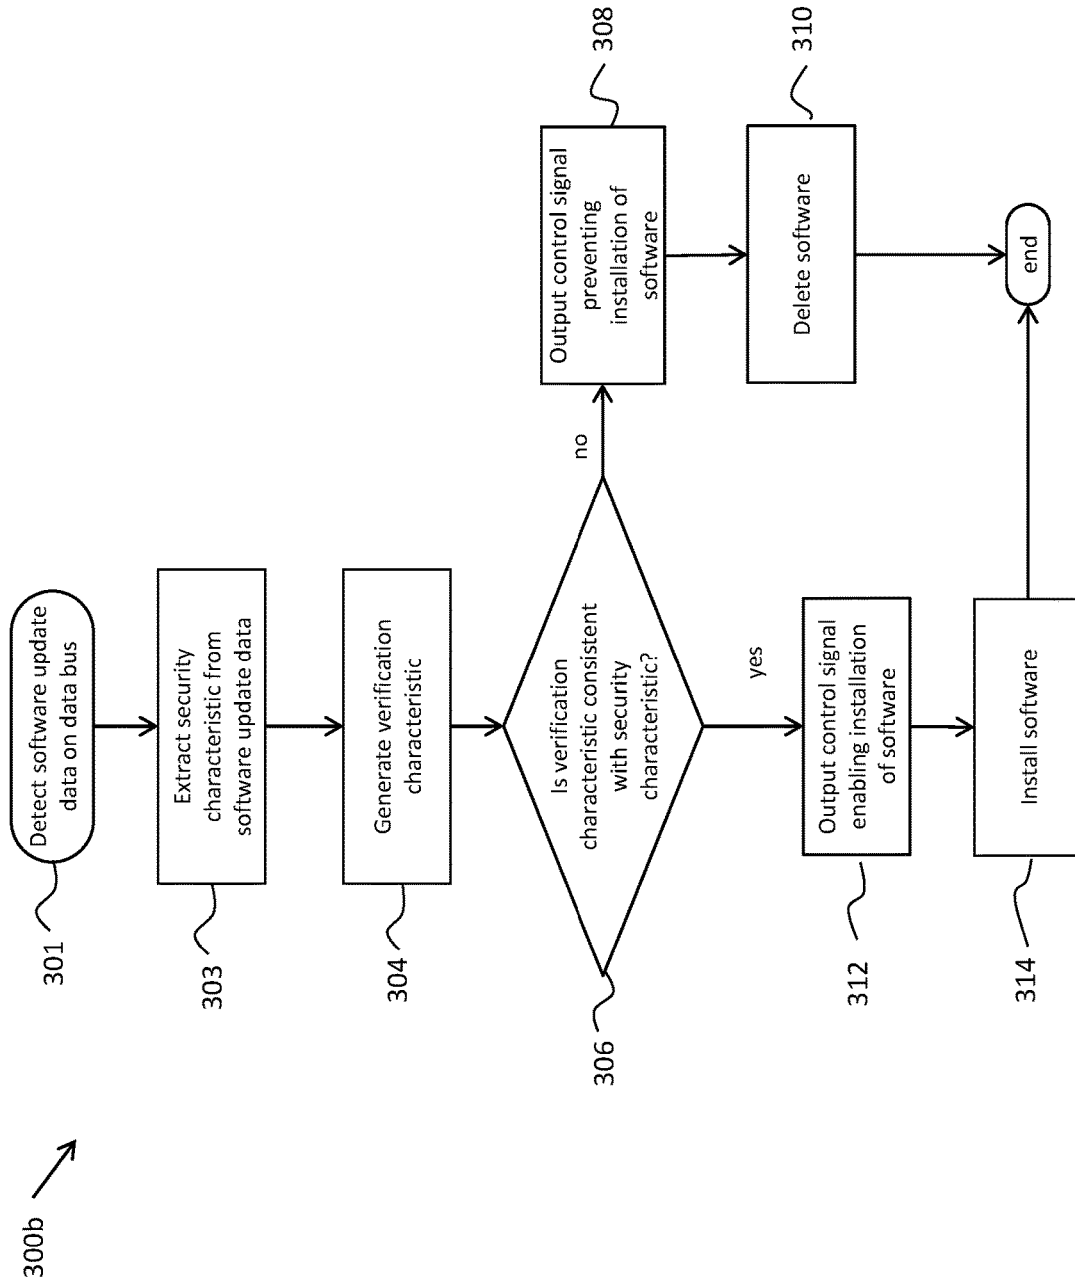 300b
301
Detect software update
data on data bus
303
Extract security
characteristic from
software update data
304
Generate verification
characteristic
306
Is verification
characteristic consistent
with security
characteristic?
no
308
Output control signal
preventing
installation of
software
310
Delete software
yes
312
Output control signal
enabling installation
of software
314
Install software
end